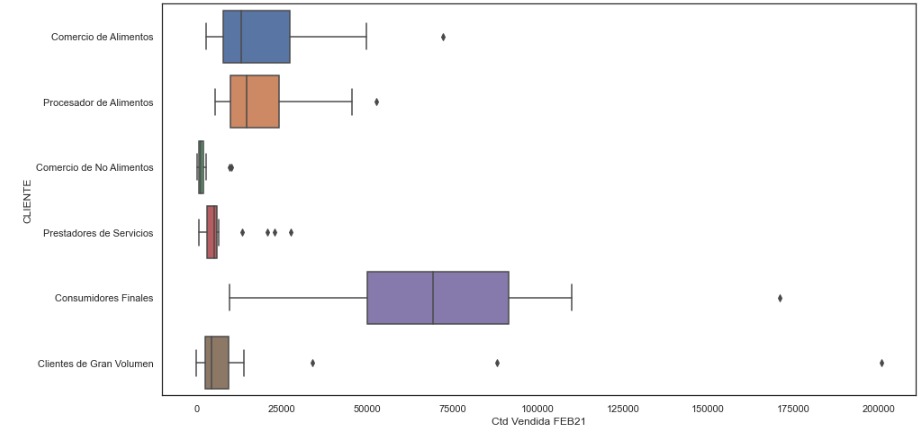 CLIENTE
Comercio de Alimentos
Procesador de Alimentos
Comercio de No Alimentos
Prestadores de Servicios
Consumidores Finales
Clientes de Gran Volumen
0 25000 50000 75000 100000 125000 150000 175000 200000
Ctd Vendida FEB21